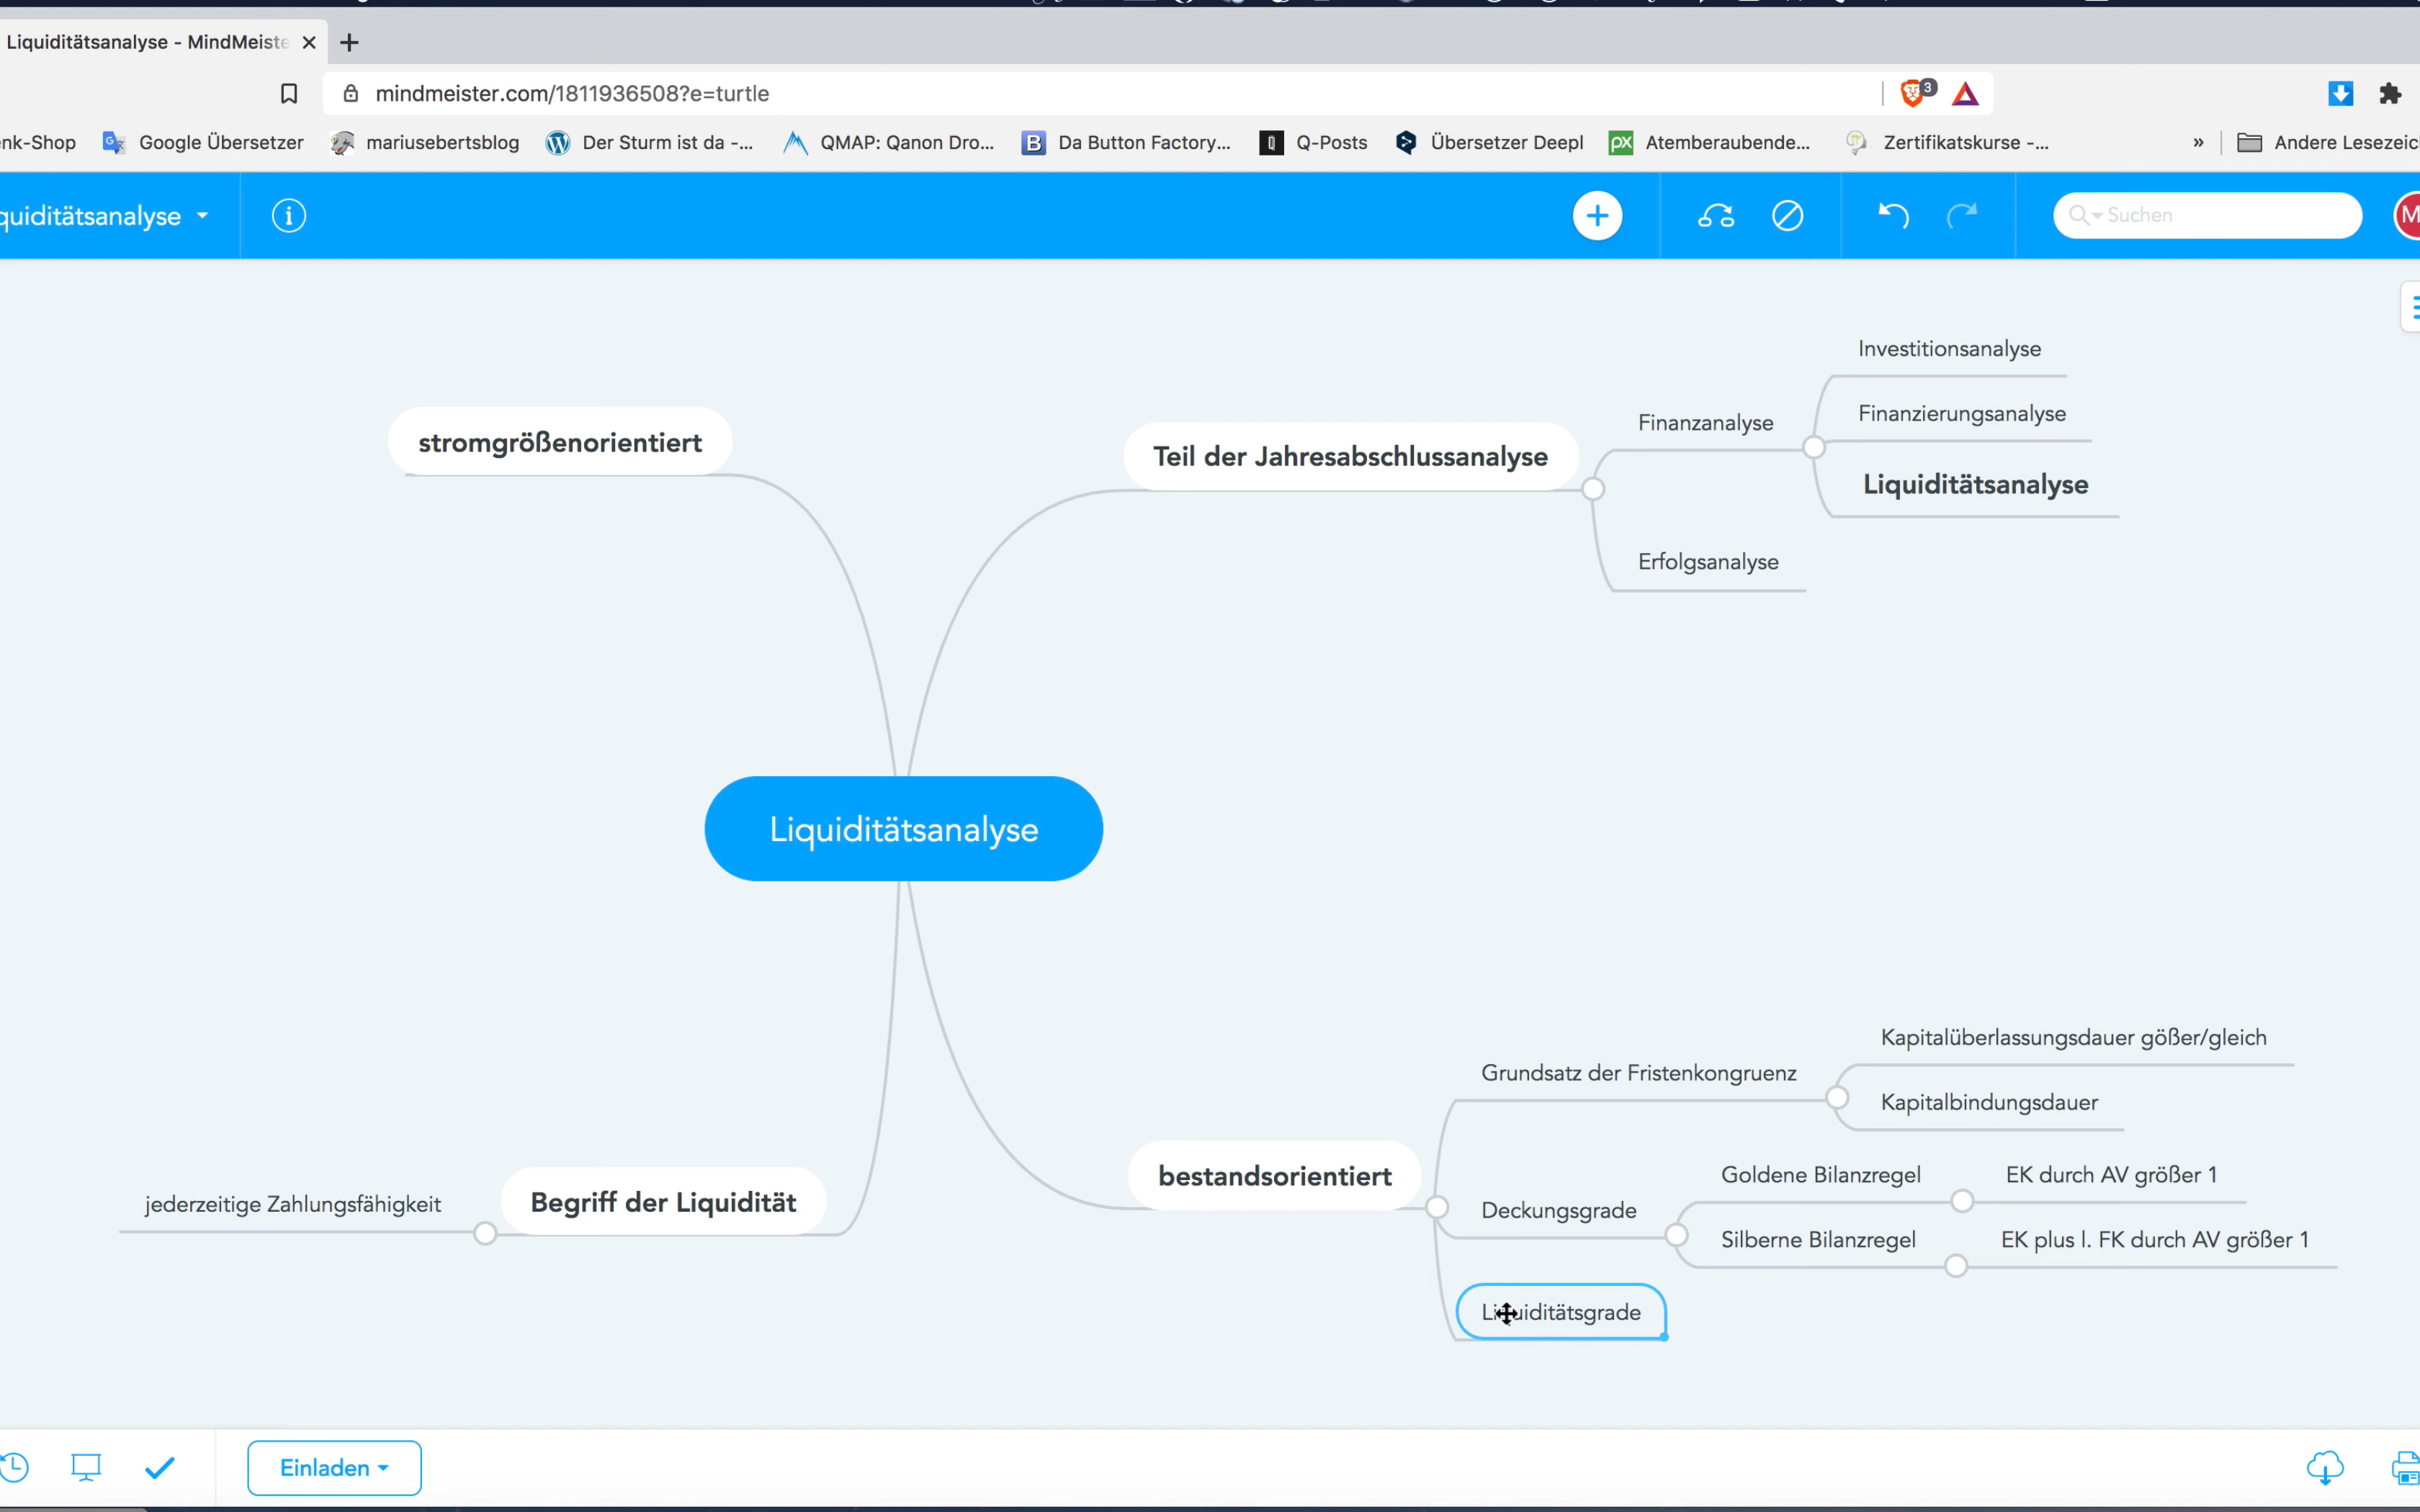 Liquiditätsanalyse - MindMeiste
mindmeister.com/1811936508?e=turtle
3
nk-Shop Google Übersetzer mariusebertsblog Der Sturm ist da -... QMAP: Qanon Dro... B Da Button Factory... Q Q-Posts Übersetzer Deepl px Atemberaubende... Zertifikatskurse -... » Andere Lesezeic
quiditätsanalyse
Suchen
M
Investitionsanalyse
Finanzanalyse
Finanzierungsanalyse
stromgrößenorientiert
Teil der Jahresabschlussanalyse
Liquiditätsanalyse
Erfolgsanalyse
Liquiditätsanalyse
Kapitalüberlassungsdauer gößer/gleich
Grundsatz der Fristenkongruenz
Kapitalbindungsdauer
bestandsorientiert
Goldene Bilanzregel EK durch AV größer 1
jederzeitige Zahlungsfähigkeit
Begriff der Liquidität
Deckungsgrade
Silberne Bilanzregel EK plus l. FK durch AV größer 1
Liquiditätsgrade
Einladen